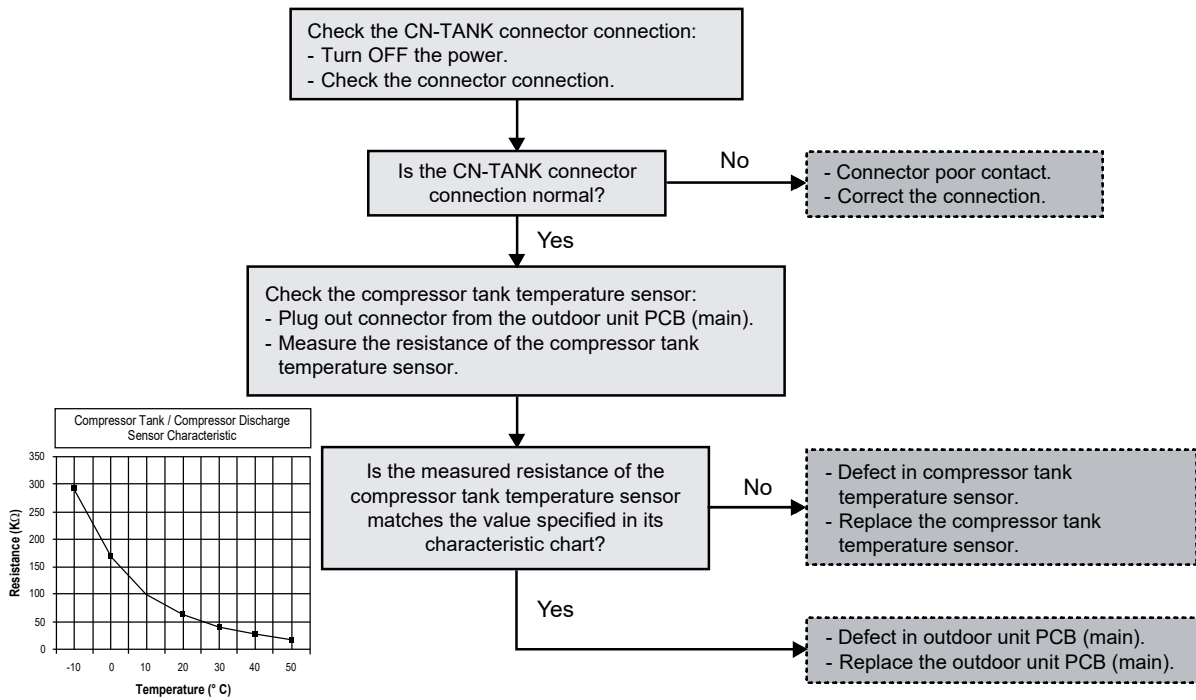 Check the CN-TANK connector connection:
- Turn OFF the power.
- Check the connector connection.
Is the CN-TANK connector
connection normal?
No
- Connector poor contact.
- Correct the connection.
Yes
Check the compressor tank temperature sensor:
- Plug out connector from the outdoor unit PCB (main).
- Measure the resistance of the compressor tank
temperature sensor.
Compressor Tank / Compressor Discharge
Sensor Characteristic
Resistance (KΩ)
350
300
250
200
150
100
50
0
-10 0 10 20 30 40 50
Temperature (° C)
Is the measured resistance of the
compressor tank temperature sensor
matches the value specified in its
characteristic chart?
No
- Defect in compressor tank
temperature sensor.
- Replace the compressor tank
temperature sensor.
Yes
- Defect in outdoor unit PCB (main).
- Replace the outdoor unit PCB (main).